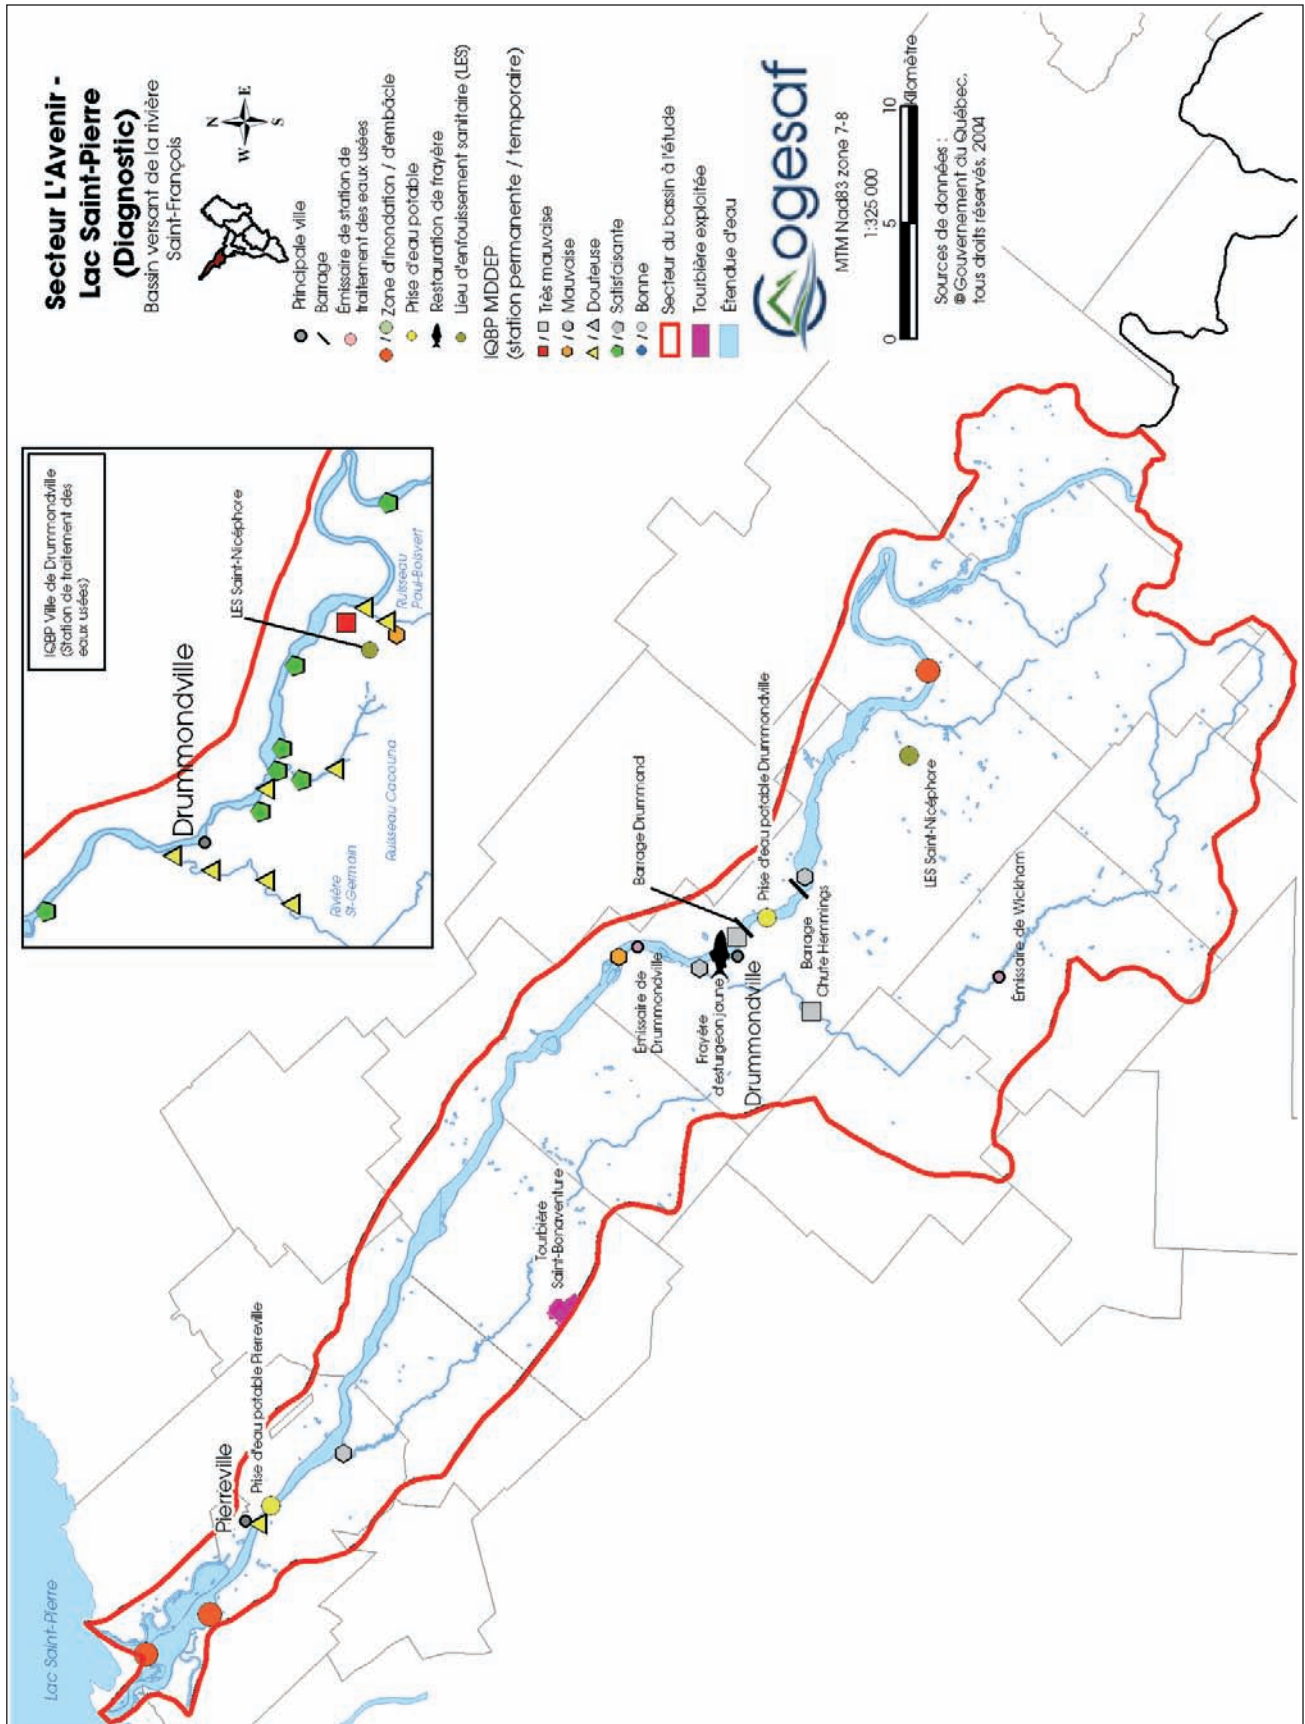 Secteur L'Avenir -
Lac Saint-Pierre
(Diagnostic)
Bassin versant de la rivière
Saint-François
N
W
E
S
Principale ville
Barrage
Émissaire de station de
traitement des eaux usées
Zone d'inondation / d'embâcle
Prise d'eau potable
Restauration de frayère
Lieu d'enfouissement sanitaire (LES)
IQBP MDDEP
(station permanente / temporaire)
/ Très mauvaise
/ Mauvaise
/ Douteuse
/ Satisfaisante
/ Bonne
Secteur du bassin à l'étude
Tourbière exploitée
Étendue d'eau
Cogesaf
MTM Nad83 zone 7-8
1:325 000
0
5
10
Kilomètre
Sources de données :
© Gouvernement du Québec,
tous droits réservés, 2004
IQBP Ville de Drummondville
(Station de traitement des
eaux usées)
Drummondville
LES Saint-Nicéphore
Rivière
St-Germain
Ruisseau Cacouna
Ruisseau
Paul-Boisvert
Lac Saint-Pierre
Pierreville
Prise d'eau potable Pierreville
Tourbière
Saint-Bonaventure
Émissaire de
Drummondville
Frayère
d'esturgeon jaune
Drummondville
Barrage Drummond
Prise d'eau potable Drummondville
Barrage
Chute Hemmings
LES Saint-Nicéphore
Émissaire de Wickham